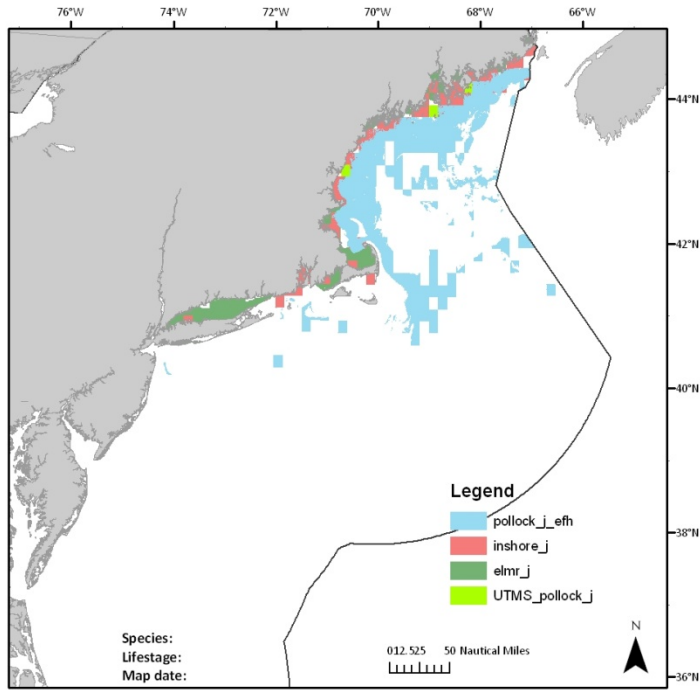 76°W 74°W 72°W 70°W 68°W 66°W
44°N
42°N
40°N
38°N
36°N
Legend
pollock_j_efh
inshore_j
elmr_j
UTMS_pollock_j
Species:
Lifestage:
Map date:
012.525 50 Nautical Miles
N